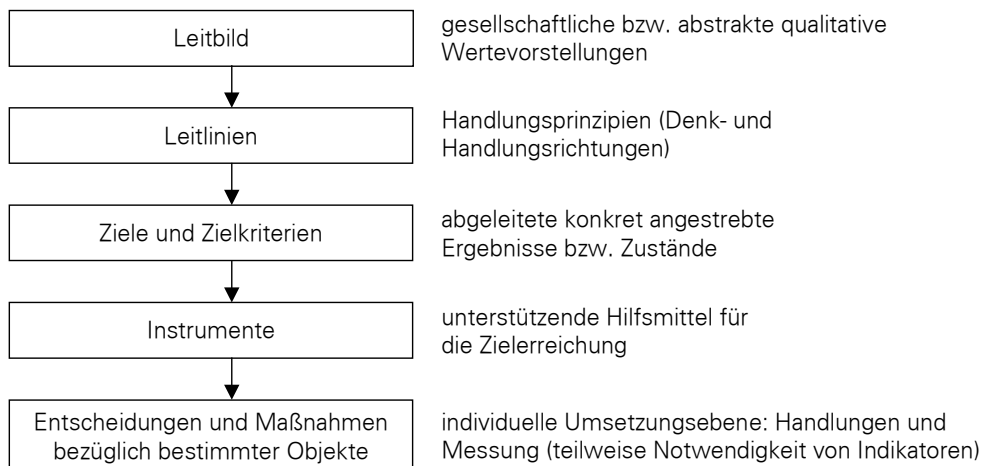 Leitbild
gesellschaftliche bzw. abstrakte qualitative
Wertevorstellungen
Leitlinien
Handlungsprinzipien (Denk- und
Handlungsrichtungen)
Ziele und Zielkriterien
abgeleitete konkret angestrebte
Ergebnisse bzw. Zustände
Instrumente
unterstützende Hilfsmittel für
die Zielerreichung
Entscheidungen und Maßnahmen
bezüglich bestimmter Objekte
individuelle Umsetzungsebene: Handlungen und
Messung (teilweise Notwendigkeit von Indikatoren)